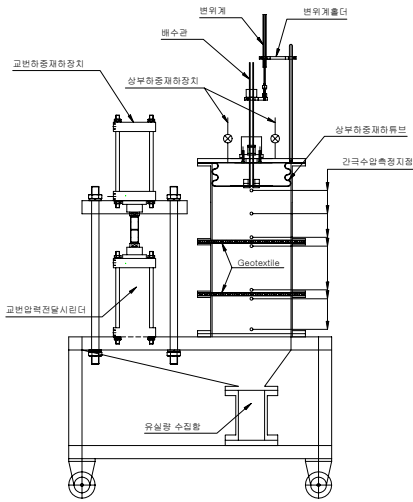 변위계
변위계홀더
배수관
교번하중재하장치
상부하중재하장치
상부하중재하튜브
간극수압측정지점
Geotextile
교번압력전달시린더
유실량 수집함